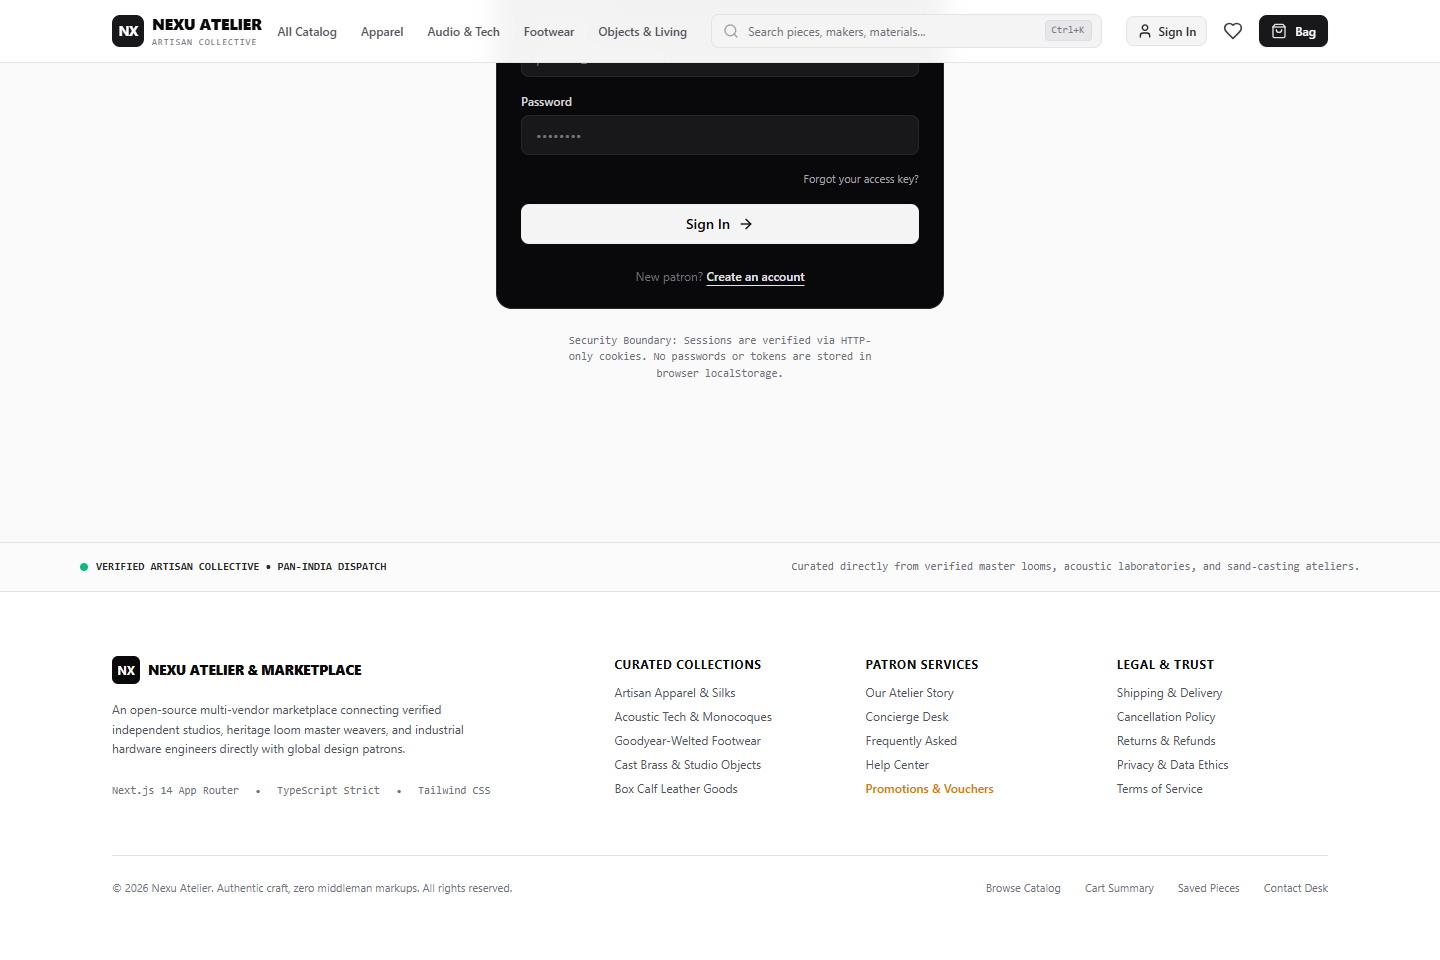 NX NEXU ATELIER
ARTISAN COLLECTIVE
All Catalog Apparel Audio & Tech Footwear Objects & Living
Search pieces, makers, materials... Ctrl+K
Sign In
Bag
Password
••••••••
Forgot your access key?
Sign In →
New patron? Create an account
Security Boundary: Sessions are verified via HTTP-
only cookies. No passwords or tokens are stored in
browser localStorage.
VERIFIED ARTISAN COLLECTIVE • PAN-INDIA DISPATCH
Curated directly from verified master looms, acoustic laboratories, and sand-casting ateliers.
NX NEXU ATELIER & MARKETPLACE
An open-source multi-vendor marketplace connecting verified
independent studios, heritage loom master weavers, and industrial
hardware engineers directly with global design patrons.
Next.js 14 App Router • TypeScript Strict • Tailwind CSS
CURATED COLLECTIONS
Artisan Apparel & Silks
Acoustic Tech & Monocoques
Goodyear-Welted Footwear
Cast Brass & Studio Objects
Box Calf Leather Goods
PATRON SERVICES
Our Atelier Story
Concierge Desk
Frequently Asked
Help Center
Promotions & Vouchers
LEGAL & TRUST
Shipping & Delivery
Cancellation Policy
Returns & Refunds
Privacy & Data Ethics
Terms of Service
© 2026 Nexu Atelier. Authentic craft, zero middleman markups. All rights reserved.
Browse Catalog Cart Summary Saved Pieces Contact Desk